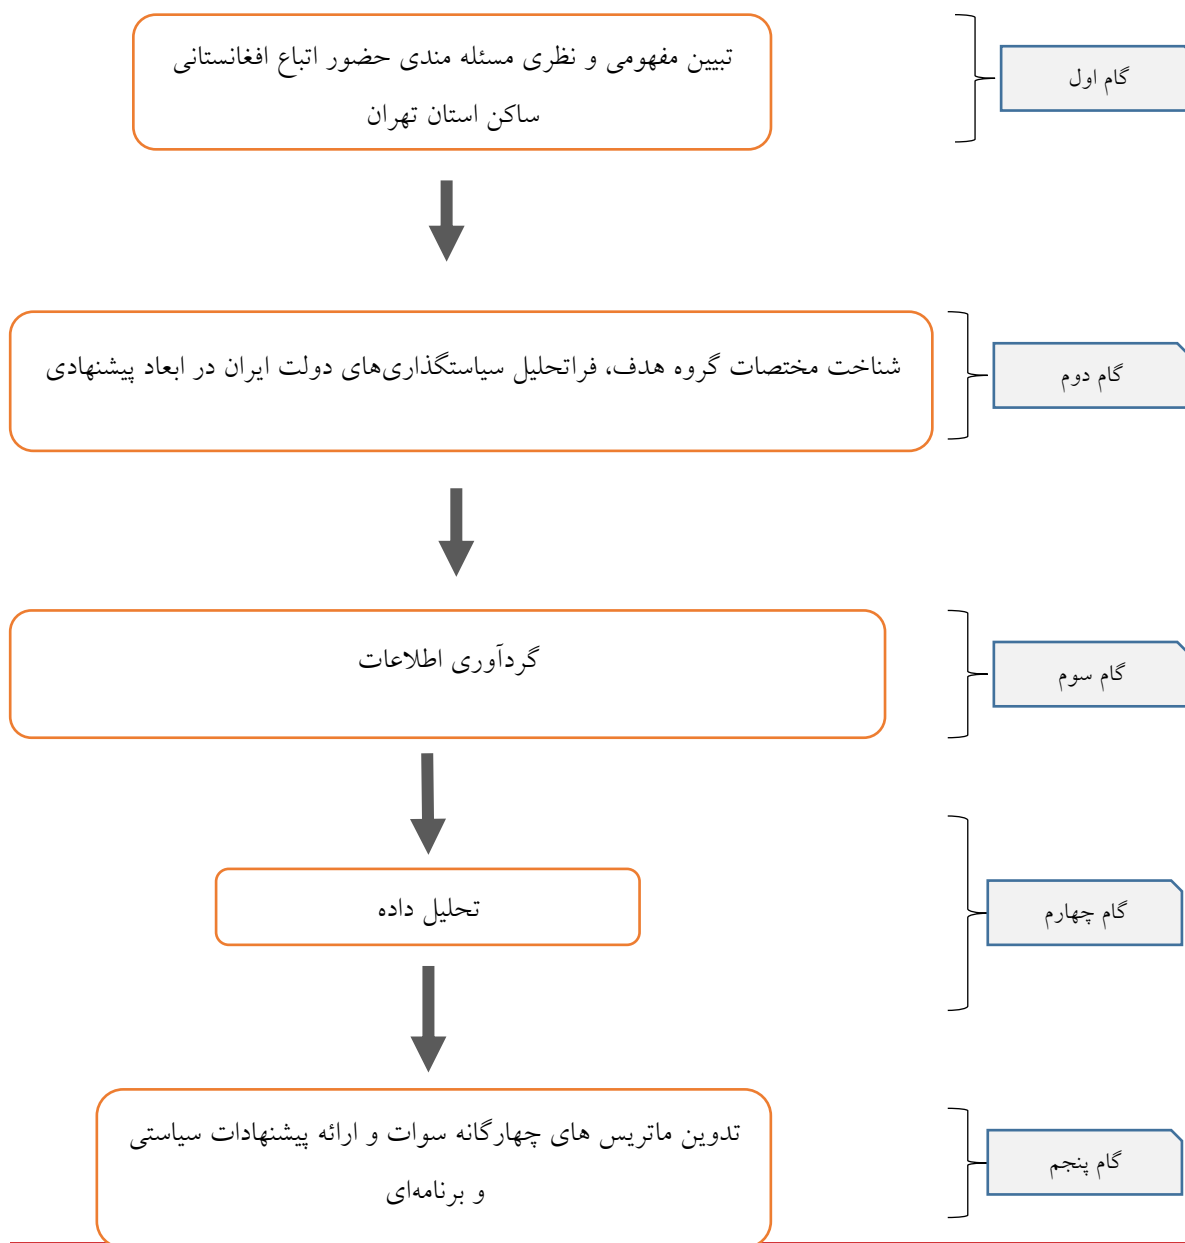 گام اول
تبیین مفهومی و نظری مسئله مندی حضور اتباع افغانستانی
ساکن استان تهران
گام دوم
شناخت مختصات گروه هدف، فراتحلیل سیاستگذاری‌های دولت ایران در ابعاد پیشنهادی
گام سوم
گردآوری اطلاعات
گام چهارم
تحلیل داده
گام پنجم
تدوین ماتریس های چهارگانه سوات و ارائه پیشنهادات سیاستی
و برنامه‌ای